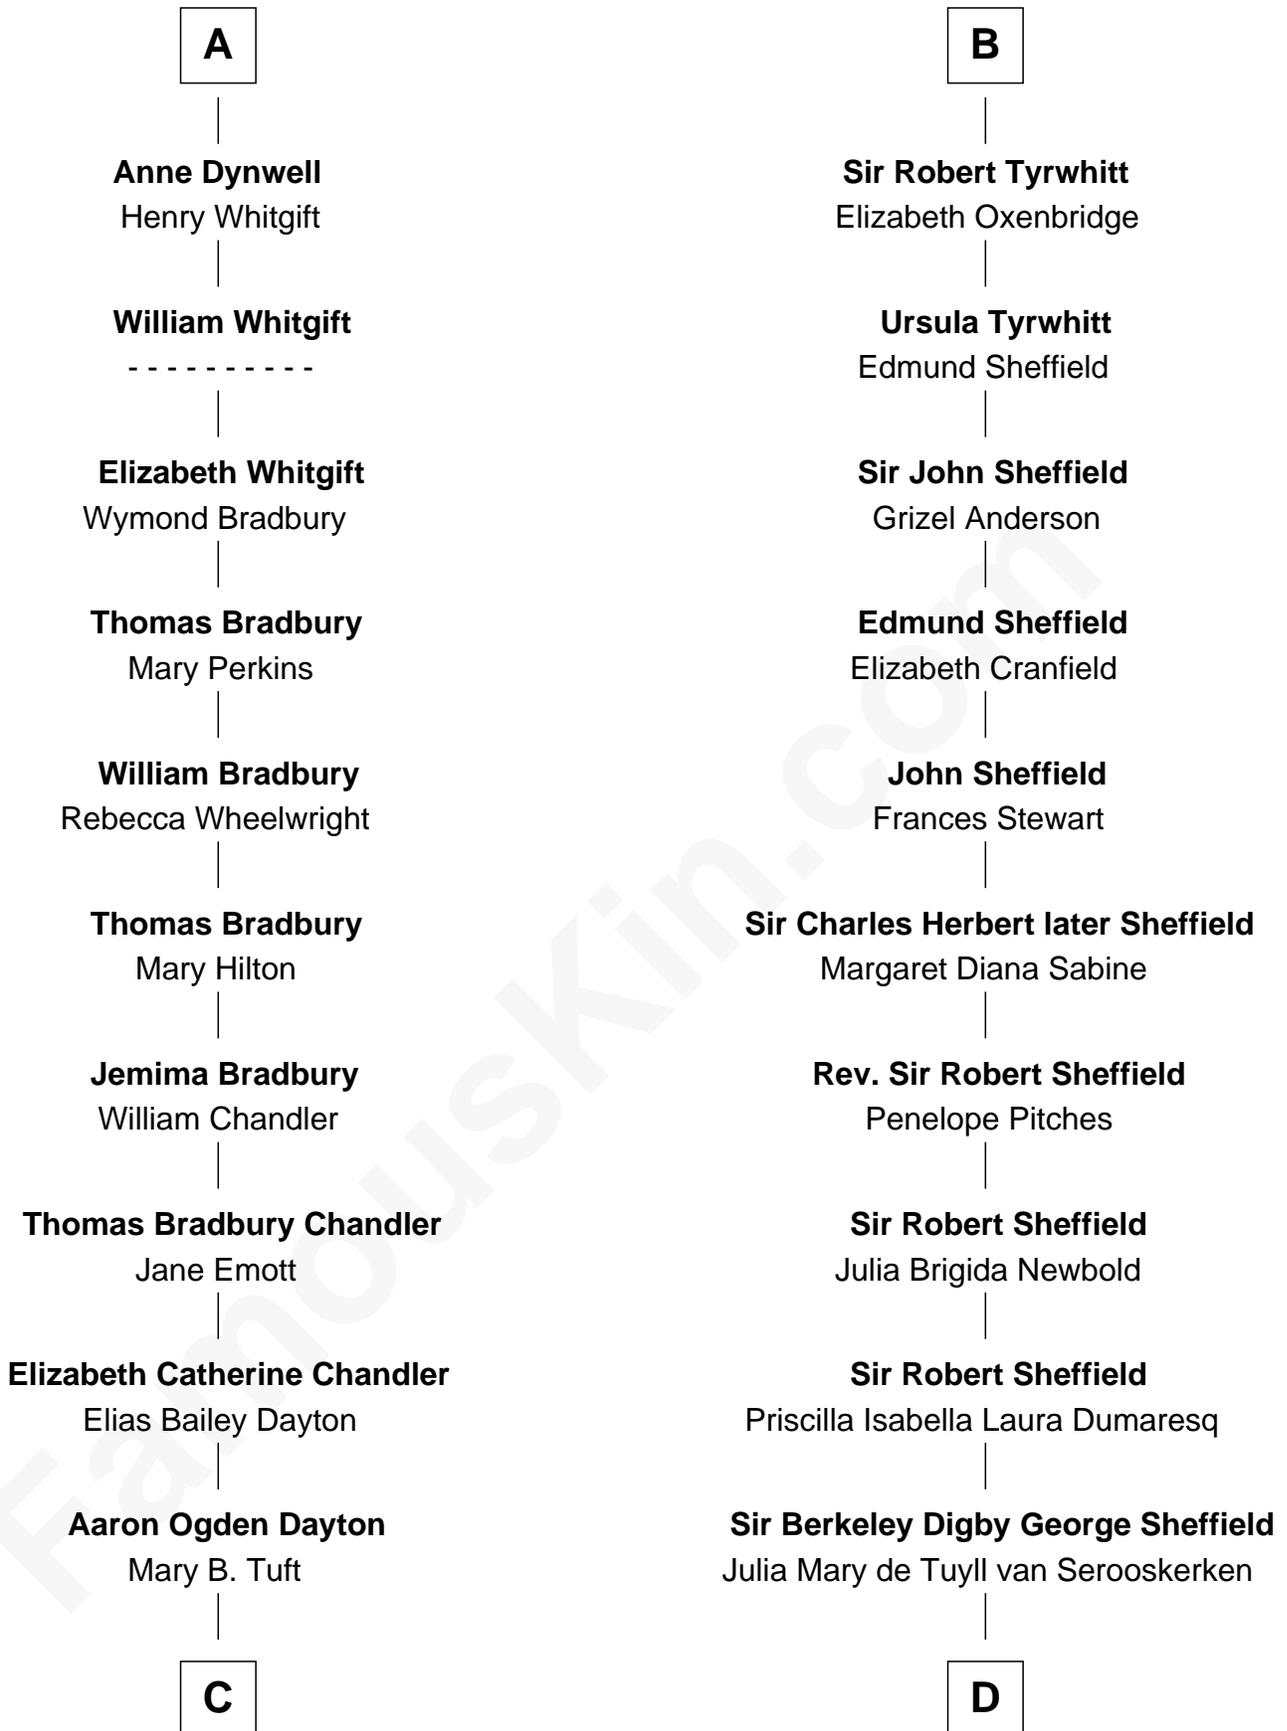 A
Anne Dynwell
Henry Whitgift
William Whitgift
- - - - - - - - - -
Elizabeth Whitgift
Wymond Bradbury
Thomas Bradbury
Mary Perkins
William Bradbury
Rebecca Wheelwright
Thomas Bradbury
Mary Hilton
Jemima Bradbury
William Chandler
Thomas Bradbury Chandler
Jane Emott
Elizabeth Catherine Chandler
Elias Bailey Dayton
Aaron Ogden Dayton
Mary B. Tuft
C
B
Sir Robert Tyrwhitt
Elizabeth Oxenbridge
Ursula Tyrwhitt
Edmund Sheffield
Sir John Sheffield
Grizel Anderson
Edmund Sheffield
Elizabeth Cranfield
John Sheffield
Frances Stewart
Sir Charles Herbert later Sheffield
Margaret Diana Sabine
Rev. Sir Robert Sheffield
Penelope Pitches
Sir Robert Sheffield
Julia Brigida Newbold
Sir Robert Sheffield
Priscilla Isabella Laura Dumaresq
Sir Berkeley Digby George Sheffield
Julia Mary de Tuyll van Serooskerken
D
FamousKin.com